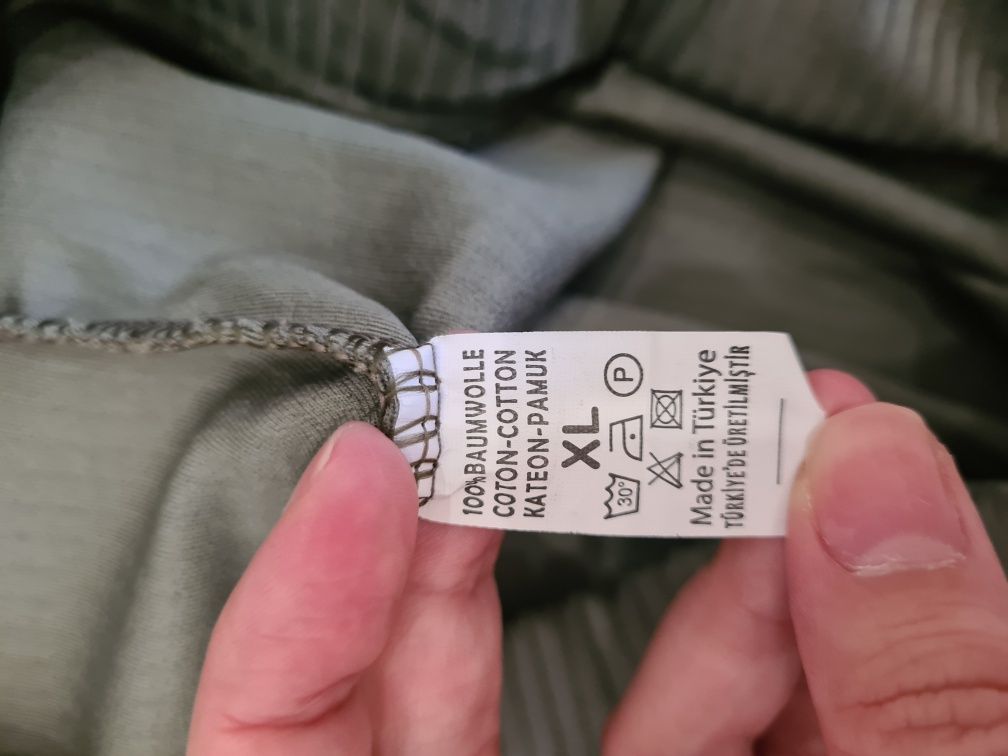 100%BAUMWOLLE
COTON-COTTON
KATEON-PAMUK
XL
P
30°
Made in Türkiye
TÜRKİYE'DE ÜRETİLMİŞTİR